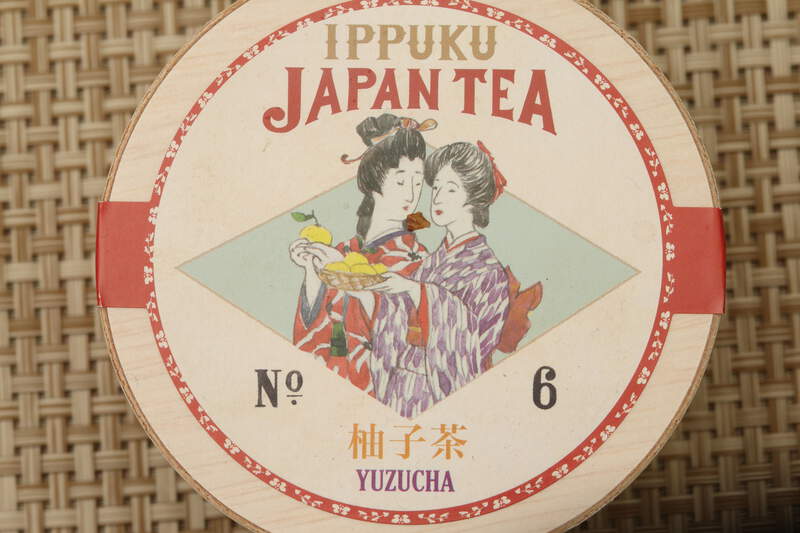 IPPUKU
JAPAN TEA
No 6
柚子茶
YUZUCHA